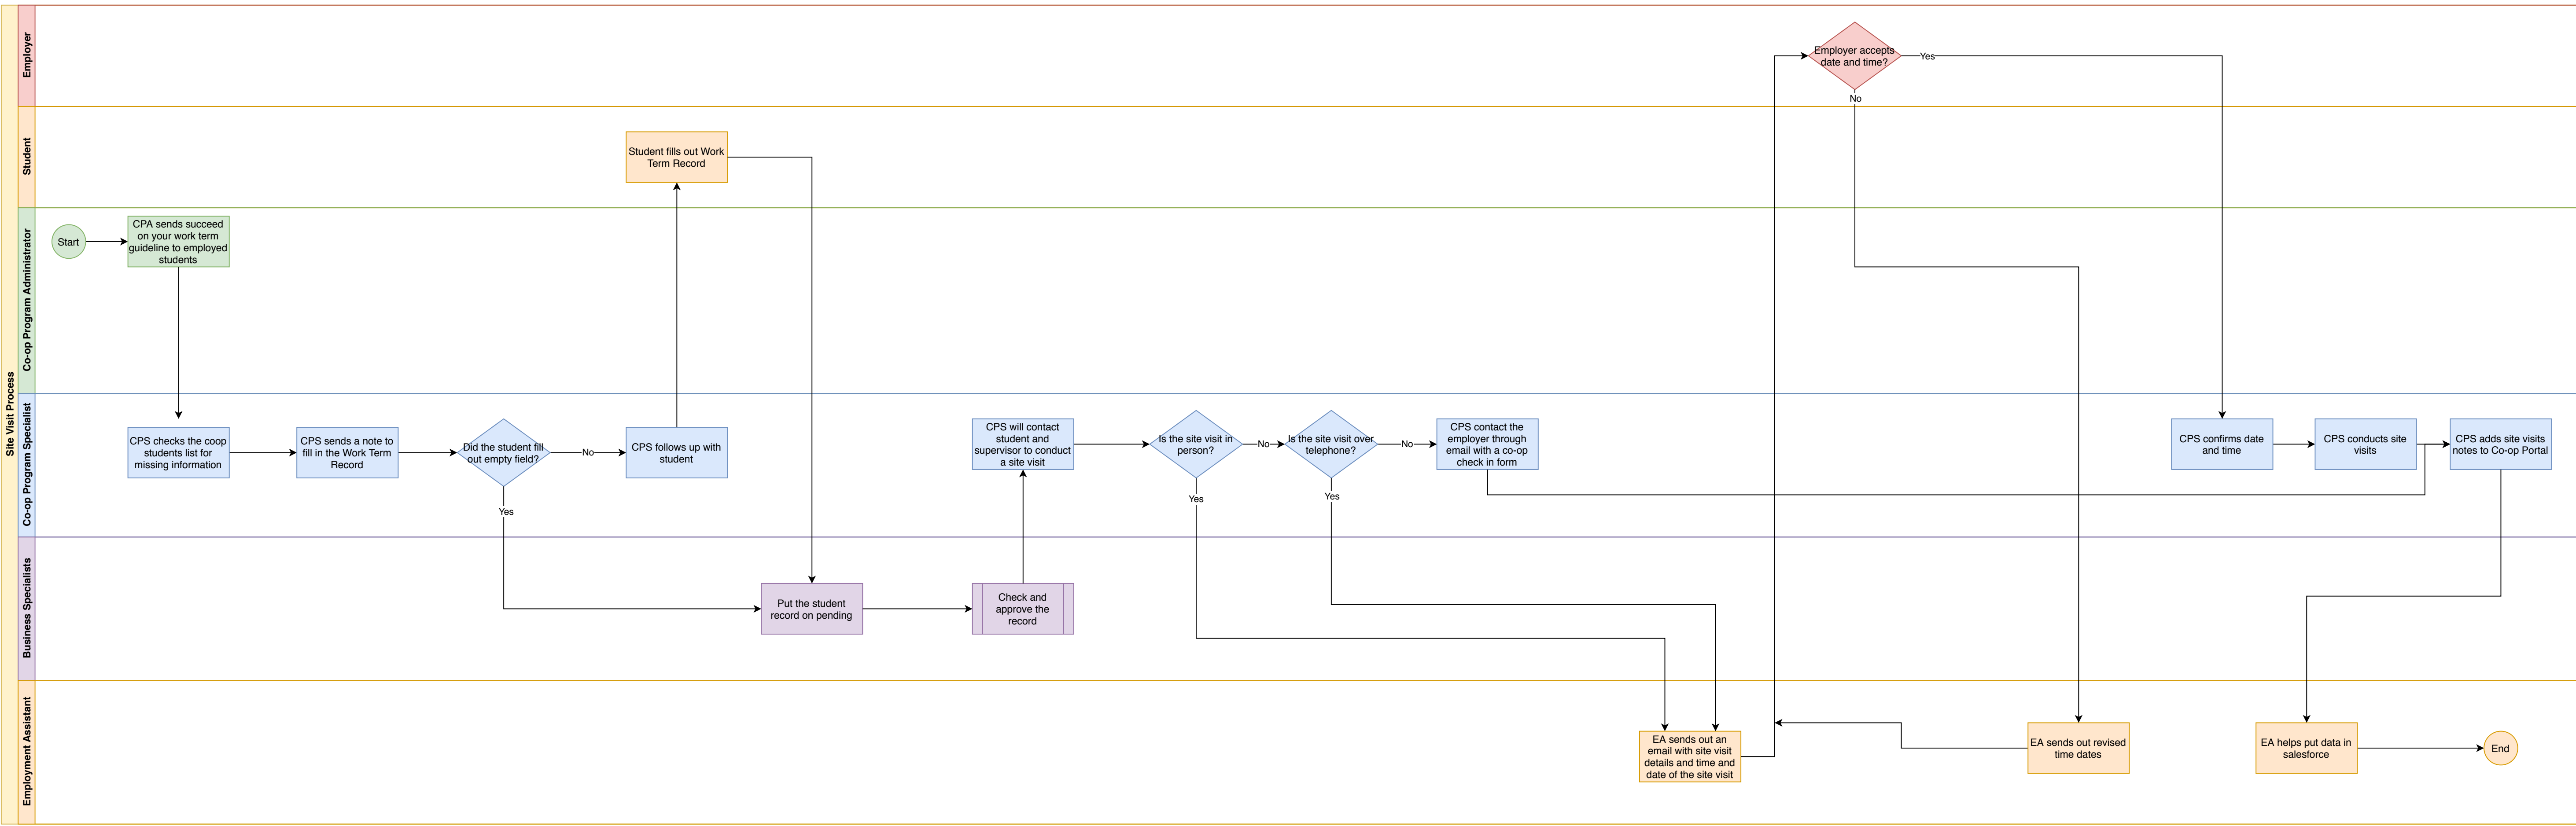 Site Visit Process
Employer
Employer accepts
date and time?
Yes
No
Student
Student fills out Work
Term Record
Co-op Program Administrator
Start
CPA sends succeed
on your work term
guideline to employed
students
Co-op Program Specialist
CPS checks the coop
students list for
missing information
CPS sends a note to
fill in the Work Term
Record
Did the student fill
out empty field?
No
Yes
CPS follows up with
student
CPS will contact
student and
supervisor to conduct
a site visit
Is the site visit in
person?
No
Yes
Is the site visit over
telephone?
No
Yes
CPS contact the
employer through
email with a co-op
check in form
CPS confirms date
and time
CPS conducts site
visits
CPS adds site visits
notes to Co-op Portal
Business Specialists
Put the student
record on pending
Check and
approve the
record
Employment Assistant
EA sends out an
email with site visit
details and time and
date of the site visit
EA sends out revised
time dates
EA helps put data in
salesforce
End